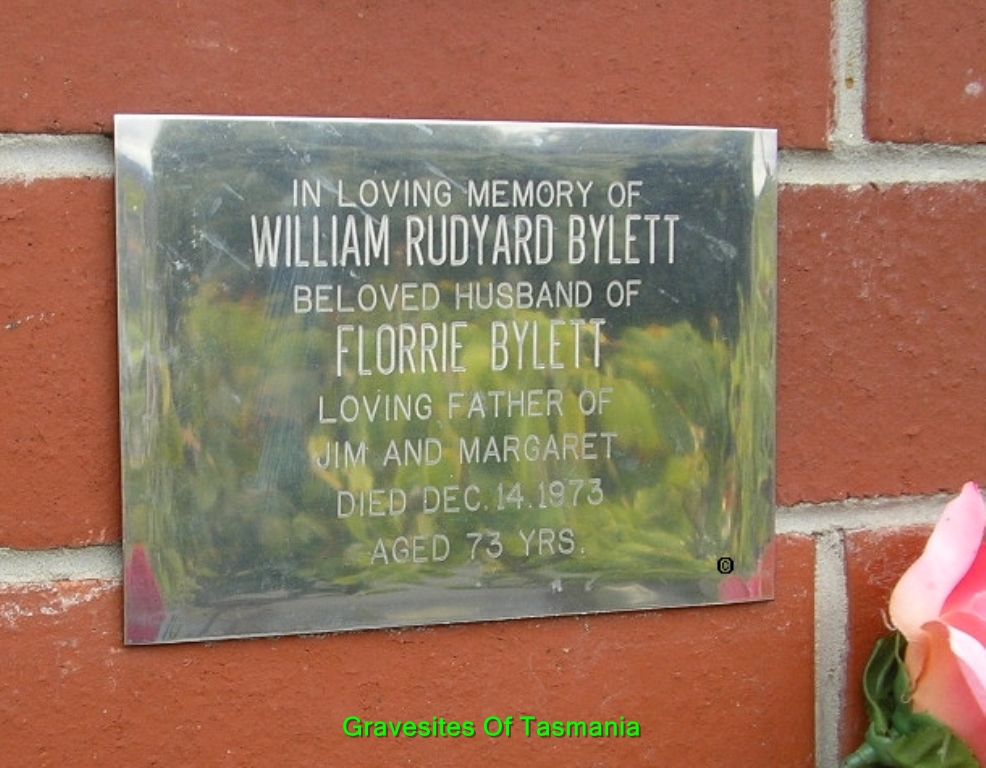 IN LOVING MEMORY OF
WILLIAM RUDYARD BYLETT
BELOVED HUSBAND OF
FLORRIE BYLETT
LOVING FATHER OF
JIM AND MARGARET
DIED DEC. 14. 1973
AGED 73 YRS.
©
Gravesites Of Tasmania